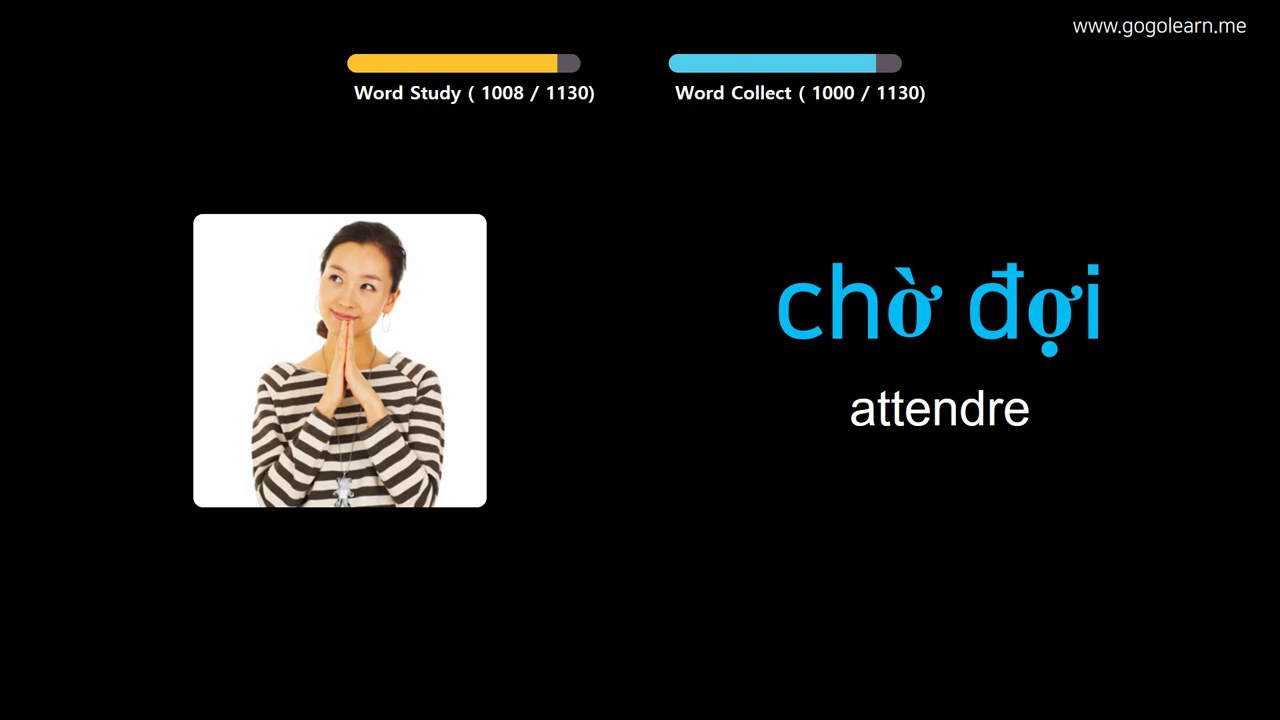 www.gogolearn.me
Word Study ( 1008 / 1130)
Word Collect ( 1000 / 1130)
chờ đợi
attendre